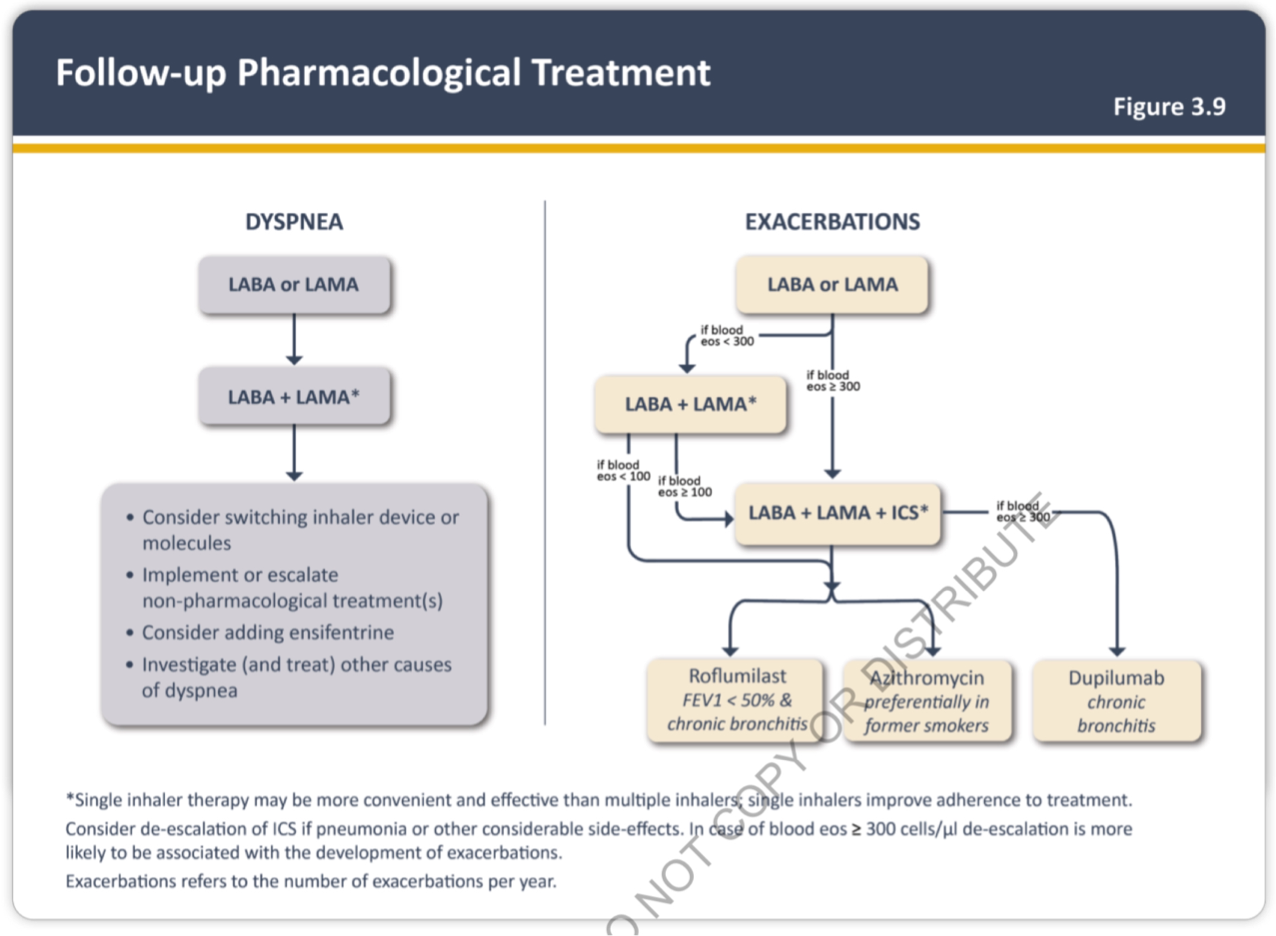 Follow-up Pharmacological Treatment
Figure 3.9
DYSPNEA
LABA or LAMA
LABA + LAMA*
• Consider switching inhaler device or
molecules
• Implement or escalate
non-pharmacological treatment(s)
• Consider adding ensifentrine
• Investigate (and treat) other causes
of dyspnea
EXACERBATIONS
LABA or LAMA
if blood
eos < 300
if blood
eos ≥ 300
LABA + LAMA*
if blood
eos < 100
if blood
eos ≥ 100
LABA + LAMA + ICS*
if blood
eos ≥ 300
Roflumilast
FEV1 < 50% &
chronic bronchitis
Azithromycin
preferentially in
former smokers
Dupilumab
chronic
bronchitis
*Single inhaler therapy may be more convenient and effective than multiple inhalers; single inhalers improve adherence to treatment.
Consider de-escalation of ICS if pneumonia or other considerable side-effects. In case of blood eos ≥ 300 cells/µl de-escalation is more
likely to be associated with the development of exacerbations.
Exacerbations refers to the number of exacerbations per year.
O NOT COPY OR DISTRIBUTE